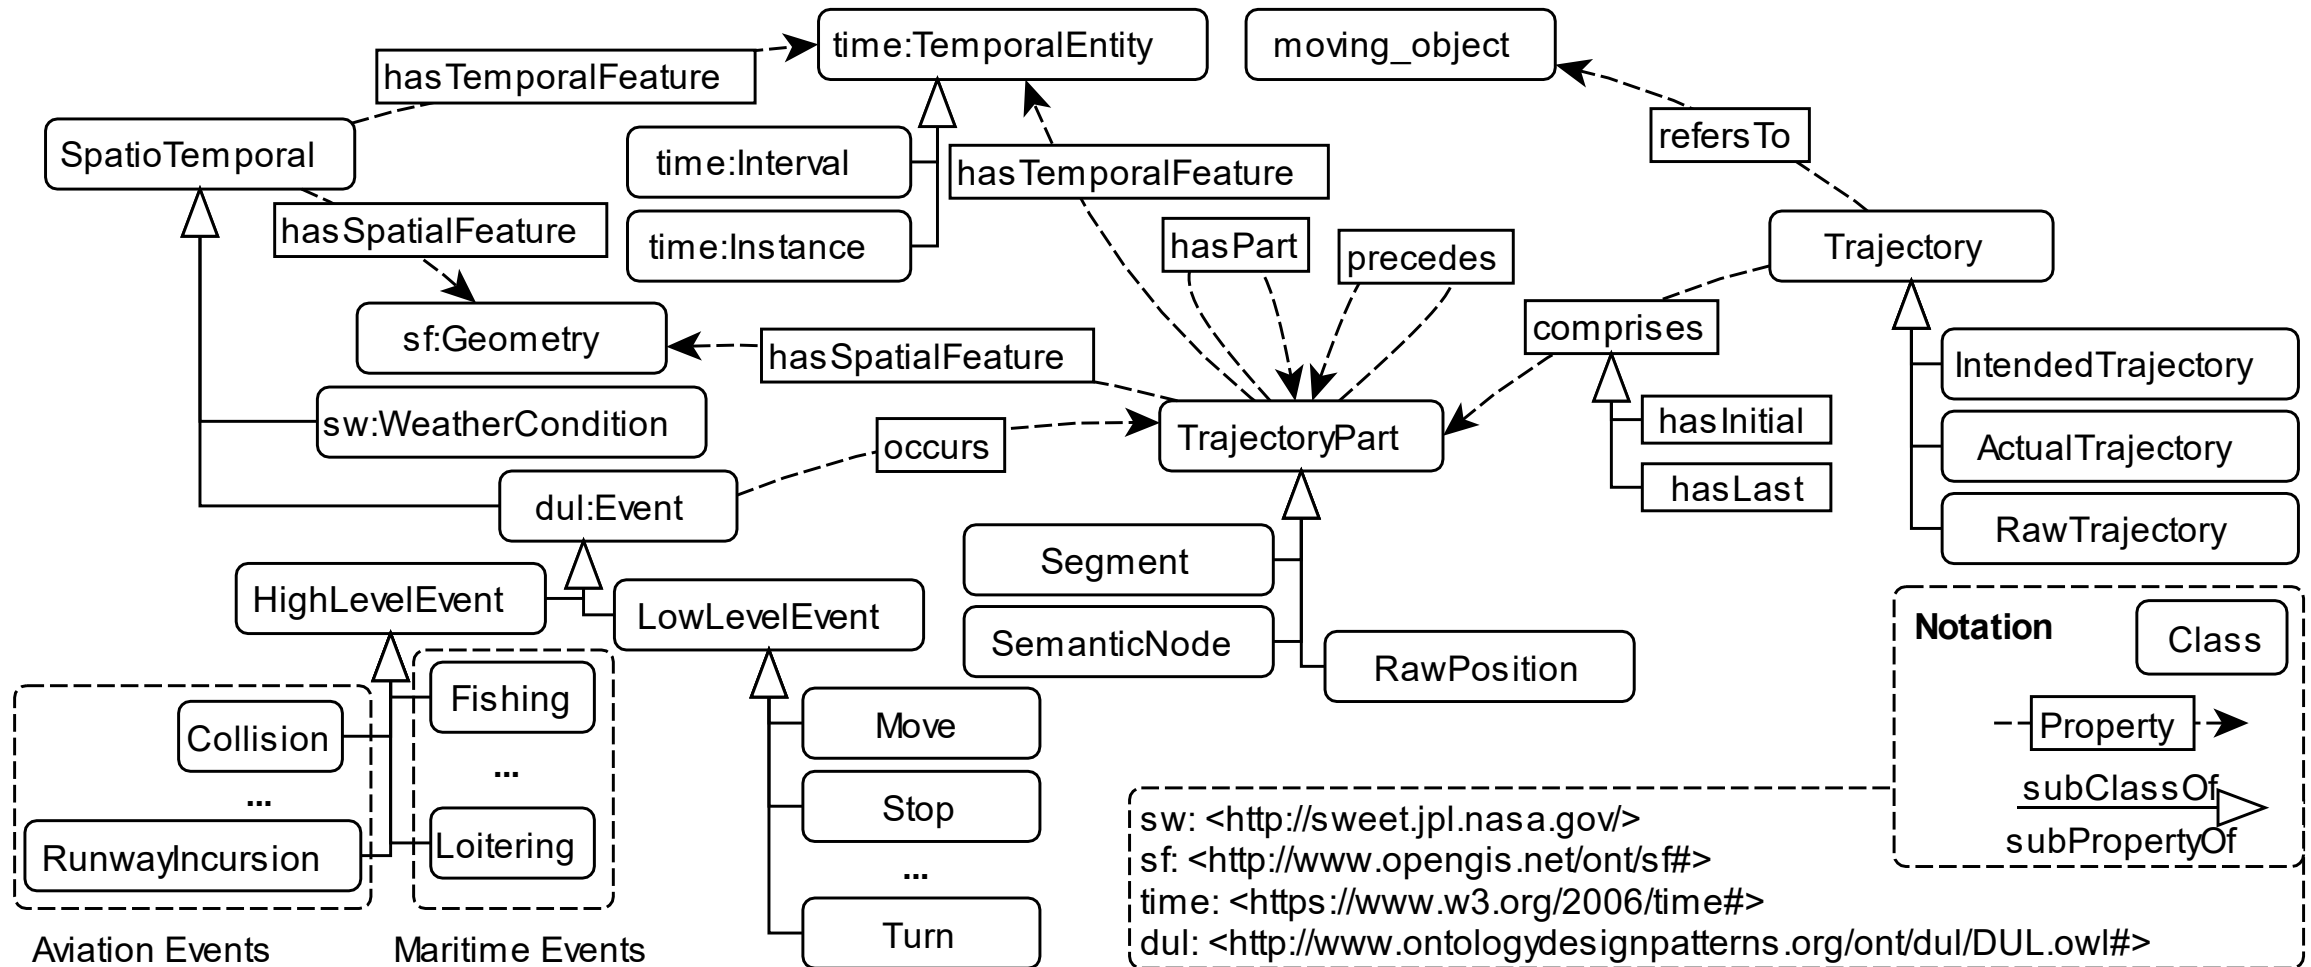 time:TemporalEntity
moving_object
hasTemporalFeature
refersTo
SpatioTemporal
time:Interval
hasTemporalFeature
hasSpatialFeature
time:Instance
hasPart
precedes
Trajectory
sf:Geometry
hasSpatialFeature
comprises
IntendedTrajectory
sw:WeatherCondition
occurs
TrajectoryPart
hasInitial
ActualTrajectory
hasLast
dul:Event
RawTrajectory
Segment
HighLevelEvent
LowLevelEvent
SemanticNode
RawPosition
Notation
Class
Fishing
Collision
Move
Property
...
...
Stop
subClassOf
subPropertyOf
RunwayIncursion
Loitering
...
Turn
Aviation Events
Maritime Events
sw: <http://sweet.jpl.nasa.gov/>
sf: <http://www.opengis.net/ont/sf#>
time: <https://www.w3.org/2006/time#>
dul: <http://www.ontologydesignpatterns.org/ont/dul/DUL.owl#>